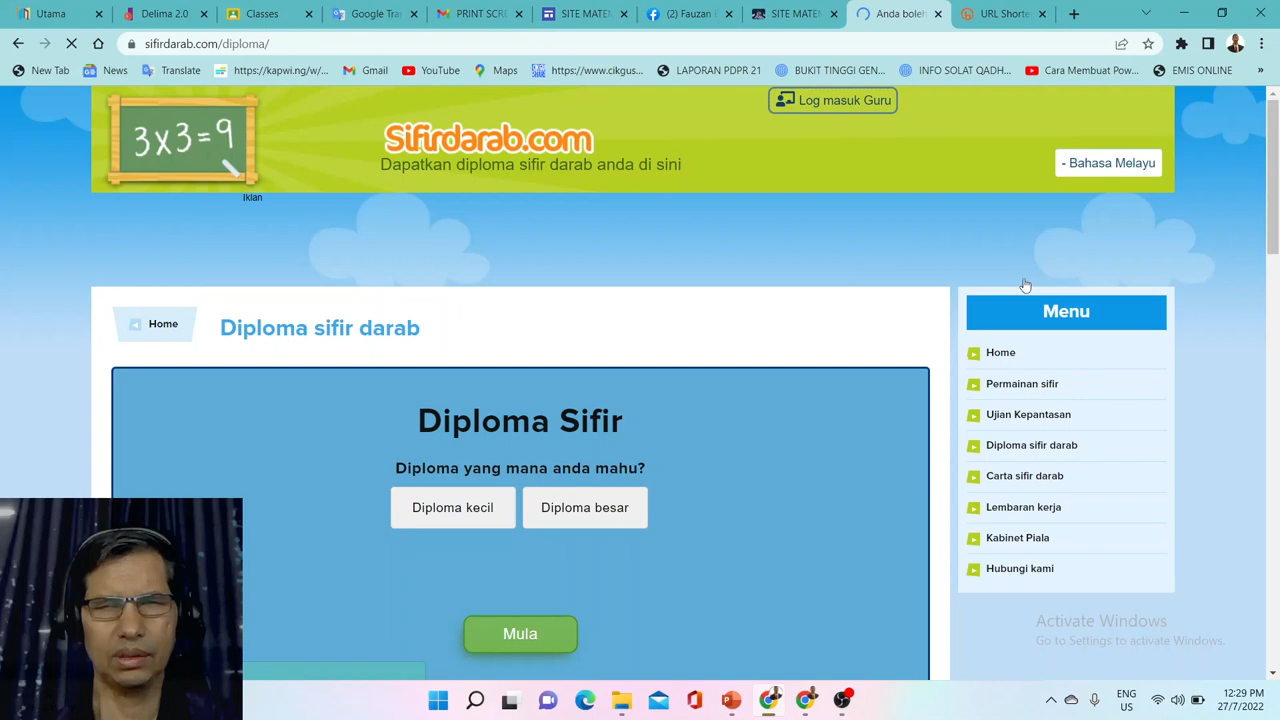 Utama
Delima 2.0
Classes
Google Tra
PRINT SCRE
SITE MATEM
(2) Fauzan E
SITE MATEM
Anda boleh
URL Shorte
sifirdarab.com/diploma/
New Tab
News
Translate
https://kapwi.ng/w/...
Gmail
YouTube
Maps
https://www.cikgus...
LAPORAN PDPR 21
BUKIT TINGGI GEN...
INFO SOLAT QADH...
Cara Membuat Pow...
EMIS ONLINE
»
3x3=9
Log masuk Guru
Sifirdarab.com
Dapatkan diploma sifir darab anda di sini
- Bahasa Melayu
Iklan
Home
Diploma sifir darab
Diploma Sifir
Diploma yang mana anda mahu?
Diploma kecil
Diploma besar
Mula
Menu
Home
Permainan sifir
Ujian Kepantasan
Diploma sifir darab
Carta sifir darab
Lembaran kerja
Kabinet Piala
Hubungi kami
Activate Windows
Go to Settings to activate Windows.
ENG
US
12:29 PM
27/7/2022